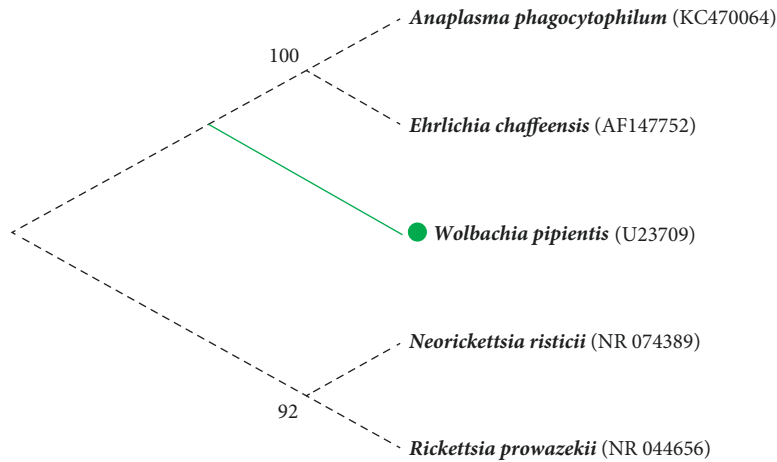 Anaplasma phagocytophilum (KC470064)
100
Ehrlichia chaffeensis (AF147752)
Wolbachia pipientis (U23709)
Neorickettsia risticii (NR 074389)
92
Rickettsia prowazekii (NR 044656)